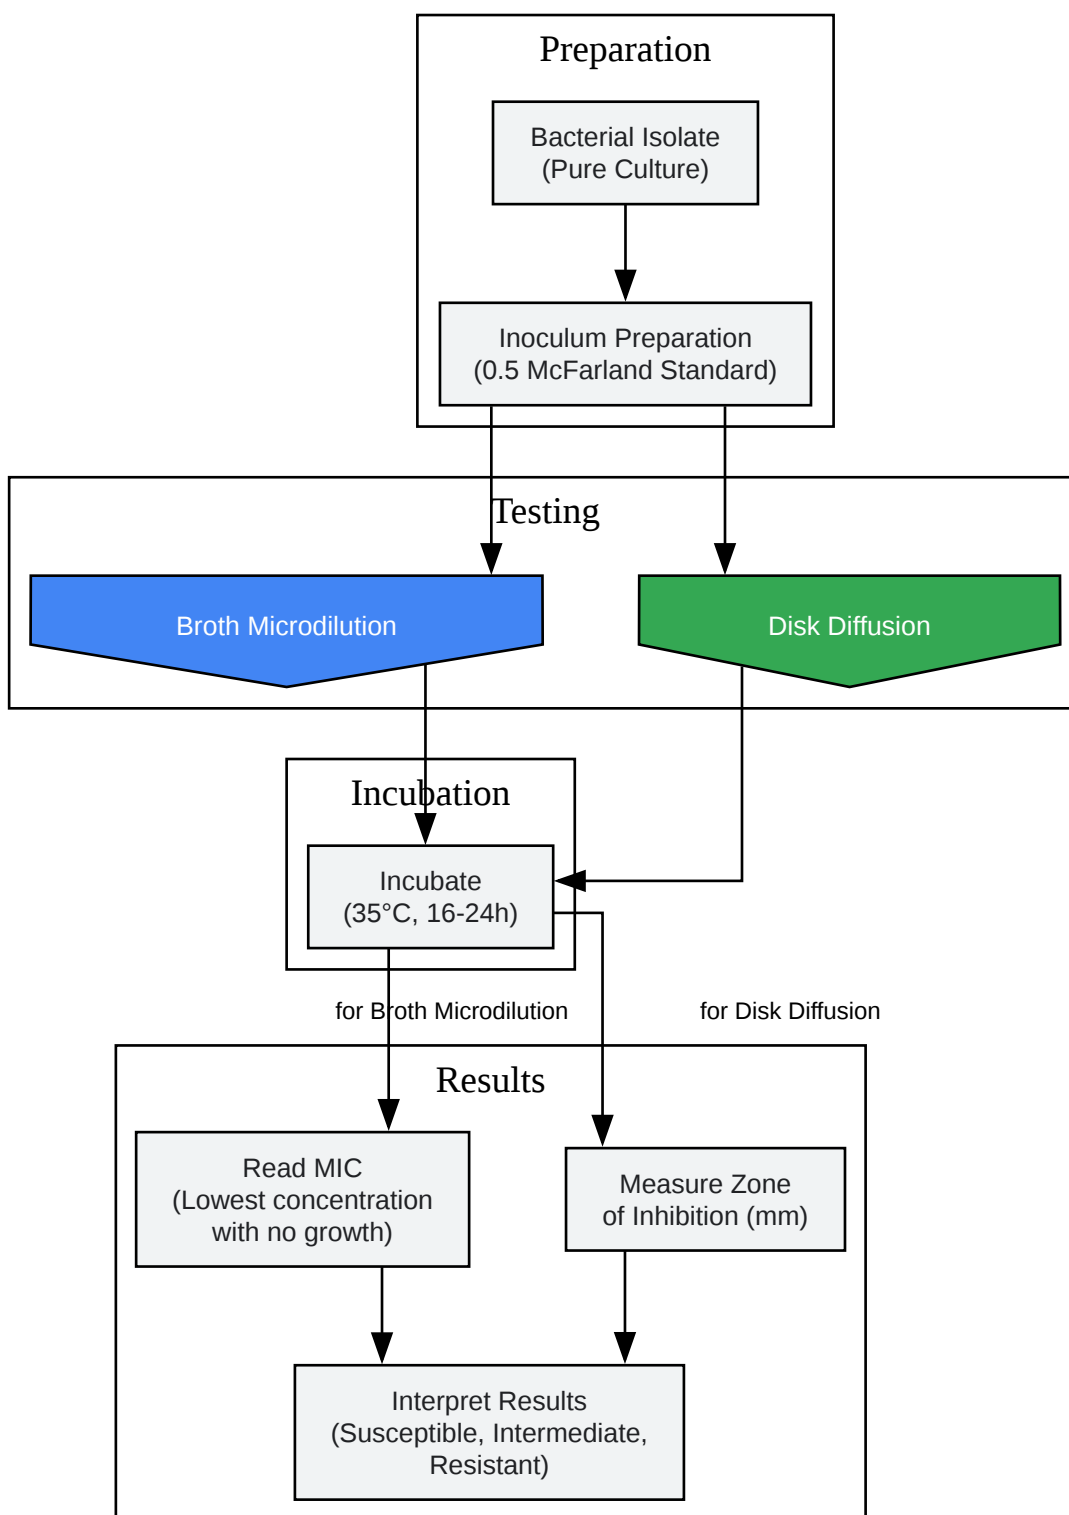 Preparation
Bacterial Isolate
(Pure Culture)
Inoculum Preparation
(0.5 McFarland Standard)
Testing
Broth Microdilution
Disk Diffusion
Incubation
Incubate
(35°C, 16-24h)
for Broth Microdilution
for Disk Diffusion
Results
Read MIC
(Lowest concentration
with no growth)
Measure Zone
of Inhibition (mm)
Interpret Results
(Susceptible, Intermediate,
Resistant)